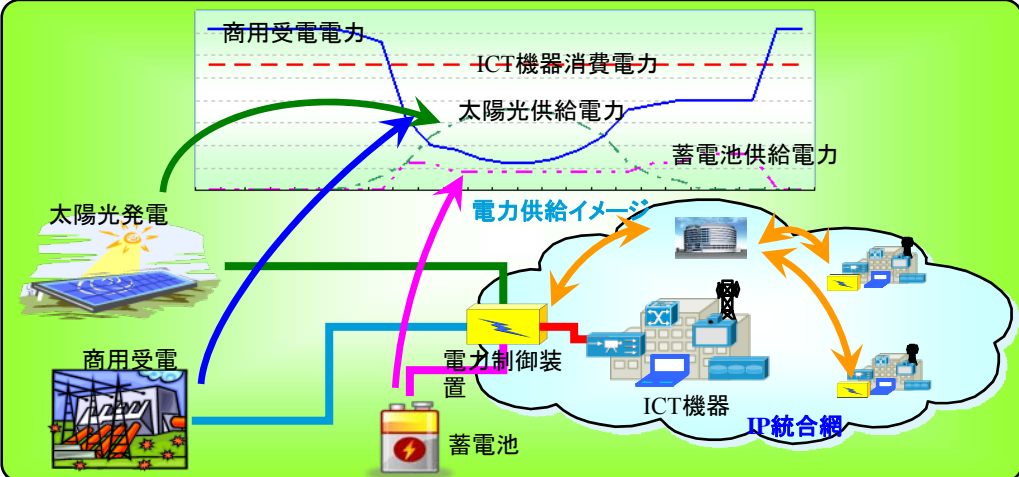 商用受電電力
ICT機器消費電力
太陽光供給電力
蓄電池供給電力
電力供給イメージ
太陽光発電
商用受電
電力制御装
置
蓄電池
ICT機器
IP統合網